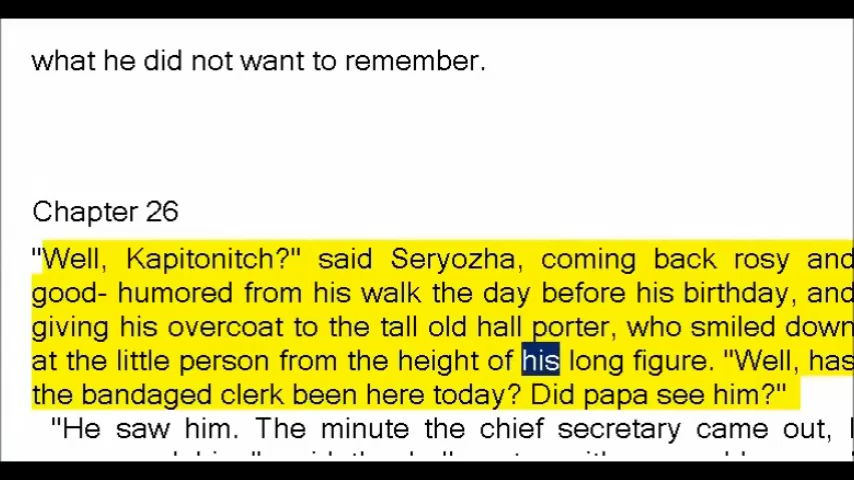 what he did not want to remember.
Chapter 26
"Well, Kapitonitch?" said Seryozha, coming back rosy and
good- humored from his walk the day before his birthday, and
giving his overcoat to the tall old hall porter, who smiled down
at the little person from the height of his long figure. "Well, has
the bandaged clerk been here today? Did papa see him?"
"He saw him. The minute the chief secretary came out, I